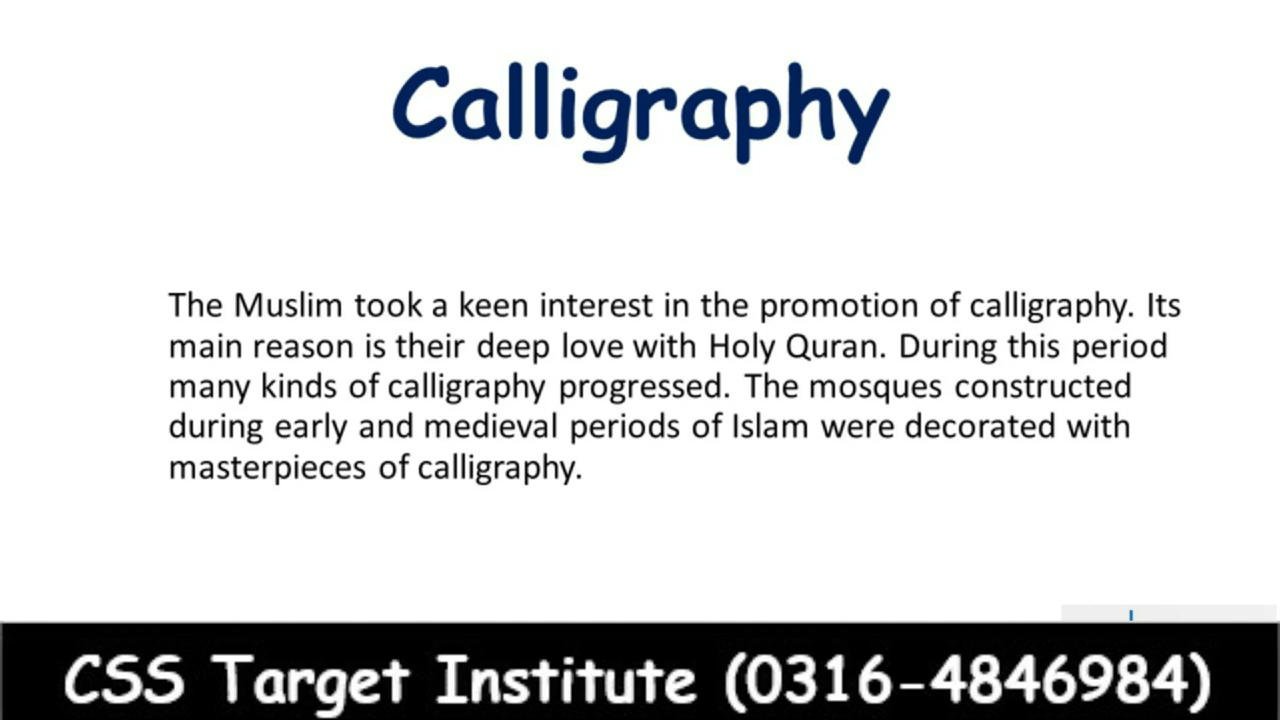 Calligraphy
The Muslim took a keen interest in the promotion of calligraphy. Its
main reason is their deep love with Holy Quran. During this period
many kinds of calligraphy progressed. The mosques constructed
during early and medieval periods of Islam were decorated with
masterpieces of calligraphy.
CSS Target Institute (0316-4846984)